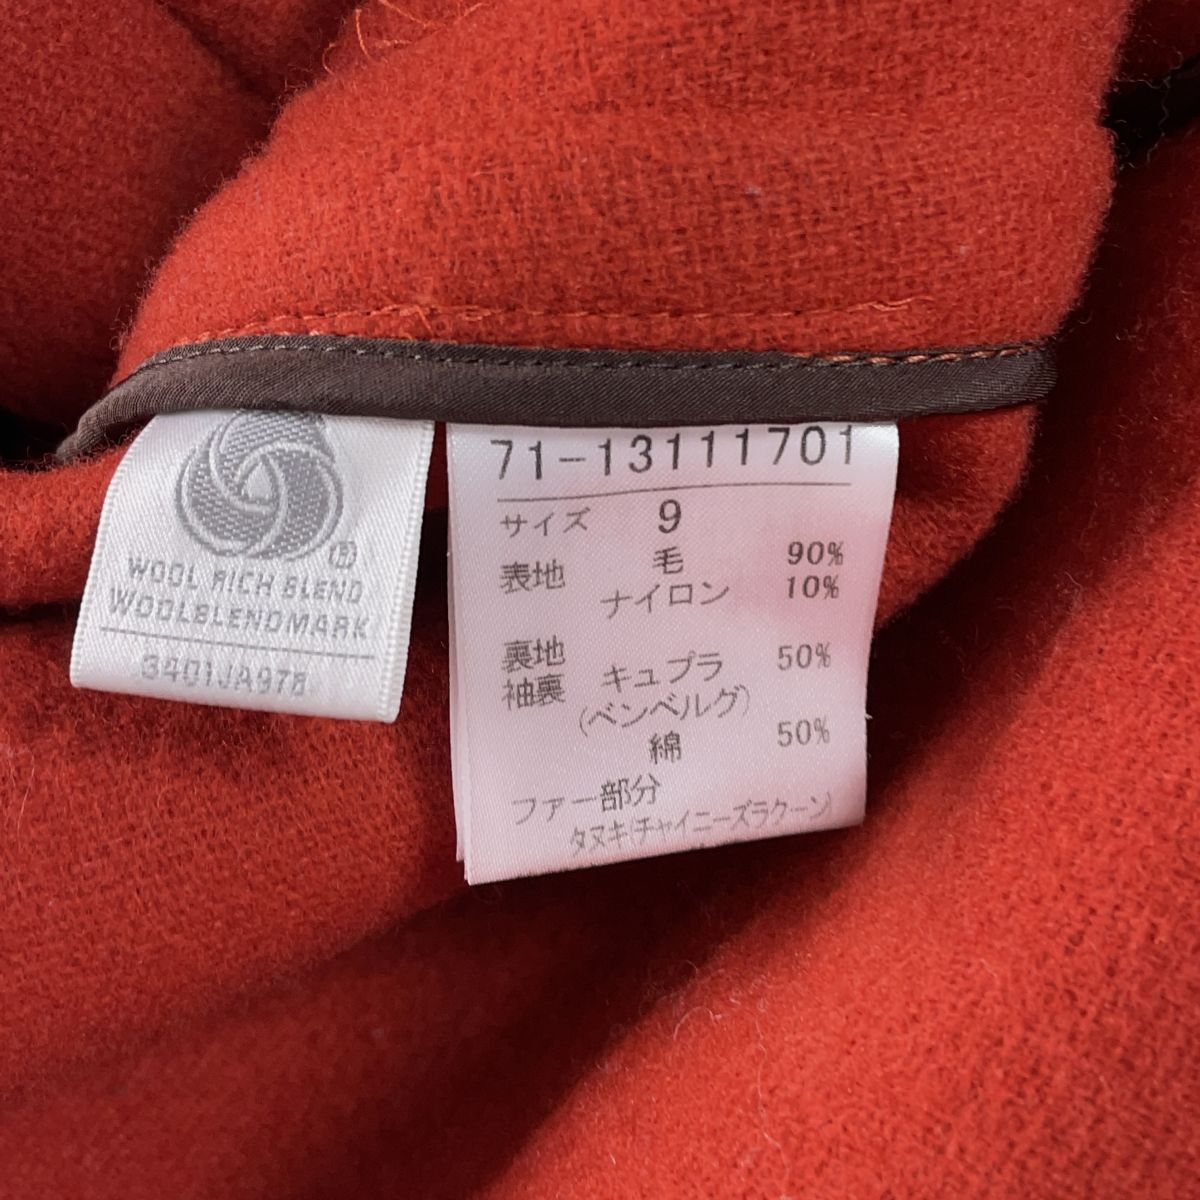 WOOL RICH BLEND
WOOLBLENDMARK
3401JA978
71-13111701
サイズ 9
表地 毛 90%
ナイロン 10%
裏地
袖裏 キュプラ 50%
(ベンベルグ)
綿 50%
ファー部分
タヌキ(チャイニーズラクーン)